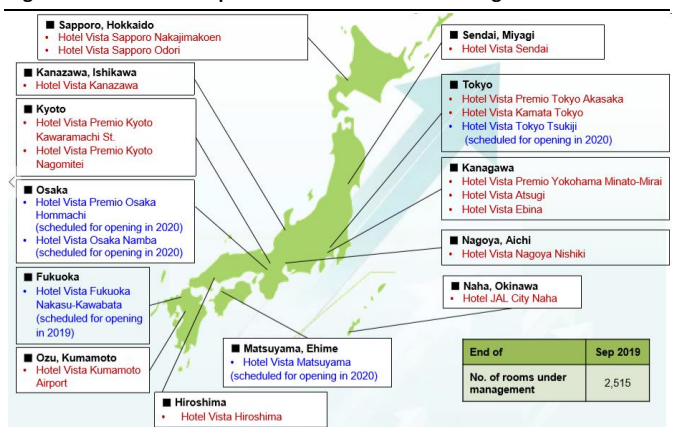 ■ Sapporo, Hokkaido
• Hotel Vista Sapporo Nakajimakoen
• Hotel Vista Sapporo Odori
■ Kanazawa, Ishikawa
• Hotel Vista Kanazawa
■ Kyoto
• Hotel Vista Premio Kyoto
Kawaramachi St.
• Hotel Vista Premio Kyoto
Nagomitei
■ Osaka
• Hotel Vista Premio Osaka
Hommachi
(scheduled for opening in 2020)
• Hotel Vista Osaka Namba
(scheduled for opening in 2020)
■ Fukuoka
• Hotel Vista Fukuoka
Nakasu-Kawabata
(scheduled for opening
in 2019)
■ Ozu, Kumamoto
• Hotel Vista Kumamoto
Airport
■ Hiroshima
• Hotel Vista Hiroshima
■ Matsuyama, Ehime
• Hotel Vista Matsuyama
(scheduled for opening in 2020)
■ Sendai, Miyagi
• Hotel Vista Sendai
■ Tokyo
• Hotel Vista Premio Tokyo Akasaka
• Hotel Vista Kamata Tokyo
• Hotel Vista Tokyo Tsukiji
(scheduled for opening in 2020)
■ Kanagawa
• Hotel Vista Premio Yokohama Minato-Mirai
• Hotel Vista Atsugi
• Hotel Vista Ebina
■ Nagoya, Aichi
• Hotel Vista Nagoya Nishiki
■ Naha, Okinawa
• Hotel JAL City Naha
End of Sep 2019
No. of rooms under
management 2,515